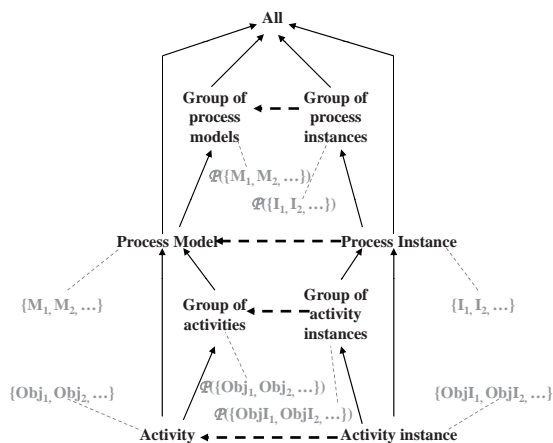 All
Group of
process
models
Group of
process
instances
𝒫({M₁, M₂, …})
𝒫({I₁, I₂, …})
Process Model
Process Instance
{M₁, M₂, …}
{I₁, I₂, …}
Group of
activities
Group of
activity
instances
{Obj₁, Obj₂, …}
𝒫({Obj₁, Obj₂, …})
{ObjI₁, ObjI₂, …}
𝒫({ObjI₁, ObjI₂, …})
Activity
Activity instance